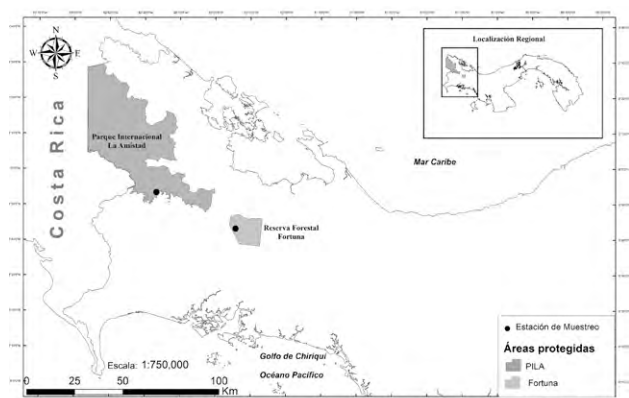 N
W E
S
Localización Regional
Costa Rica
Parque Internacional
La Amistad
Mar Caribe
Reserva Forestal
Fortuna
Estación de Muestreo
Áreas protegidas
PILA
Fortuna
Golfo de Chiriquí
Océano Pacífico
Escala: 1:750,000
0 25 50 100
Km